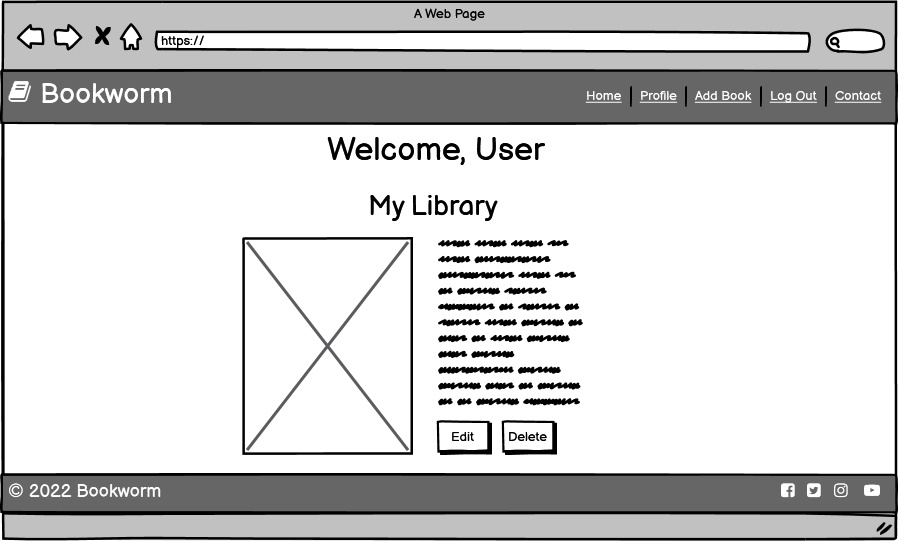 A Web Page
https://
Bookworm
Home Profile Add Book Log Out Contact
Welcome, User
My Library
Edit Delete
© 2022 Bookworm